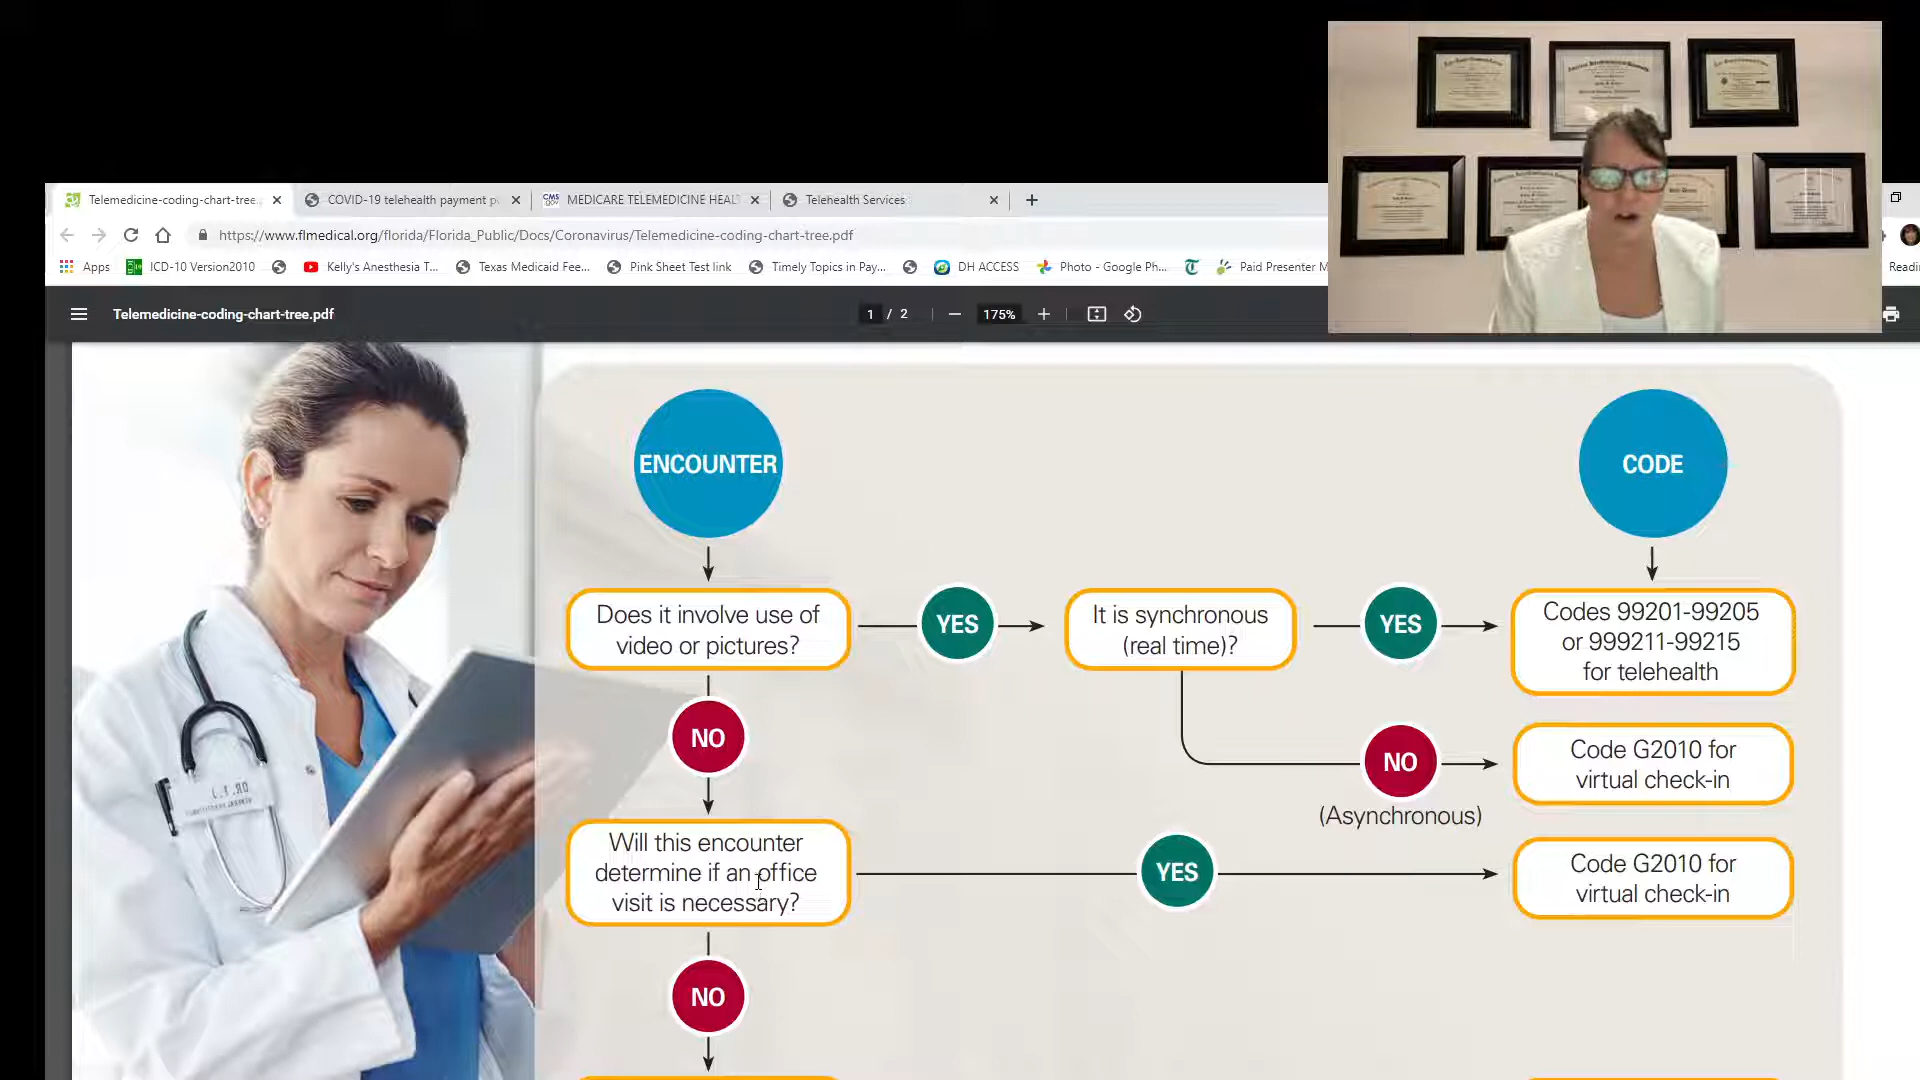 Telemedicine-coding-chart-tree.
COVID-19 telehealth payment p
CMS.gov
MEDICARE TELEMEDICINE HEAL
Telehealth Services
https://www.flmedical.org/florida/Florida_Public/Docs/Coronavirus/Telemedicine-coding-chart-tree.pdf
Apps
ICD-10 Version2010
Kelly's Anesthesia T...
Texas Medicaid Fee...
Pink Sheet Test link
Timely Topics in Pay...
DH ACCESS
Photo - Google Ph...
Paid Presenter M
Readi
Telemedicine-coding-chart-tree.pdf
1 / 2
175%
ENCOUNTER
CODE
Does it involve use of
video or pictures?
YES
It is synchronous
(real time)?
YES
Codes 99201-99205
or 999211-99215
for telehealth
NO
NO
(Asynchronous)
Code G2010 for
virtual check-in
Will this encounter
determine if an office
visit is necessary?
YES
Code G2010 for
virtual check-in
NO